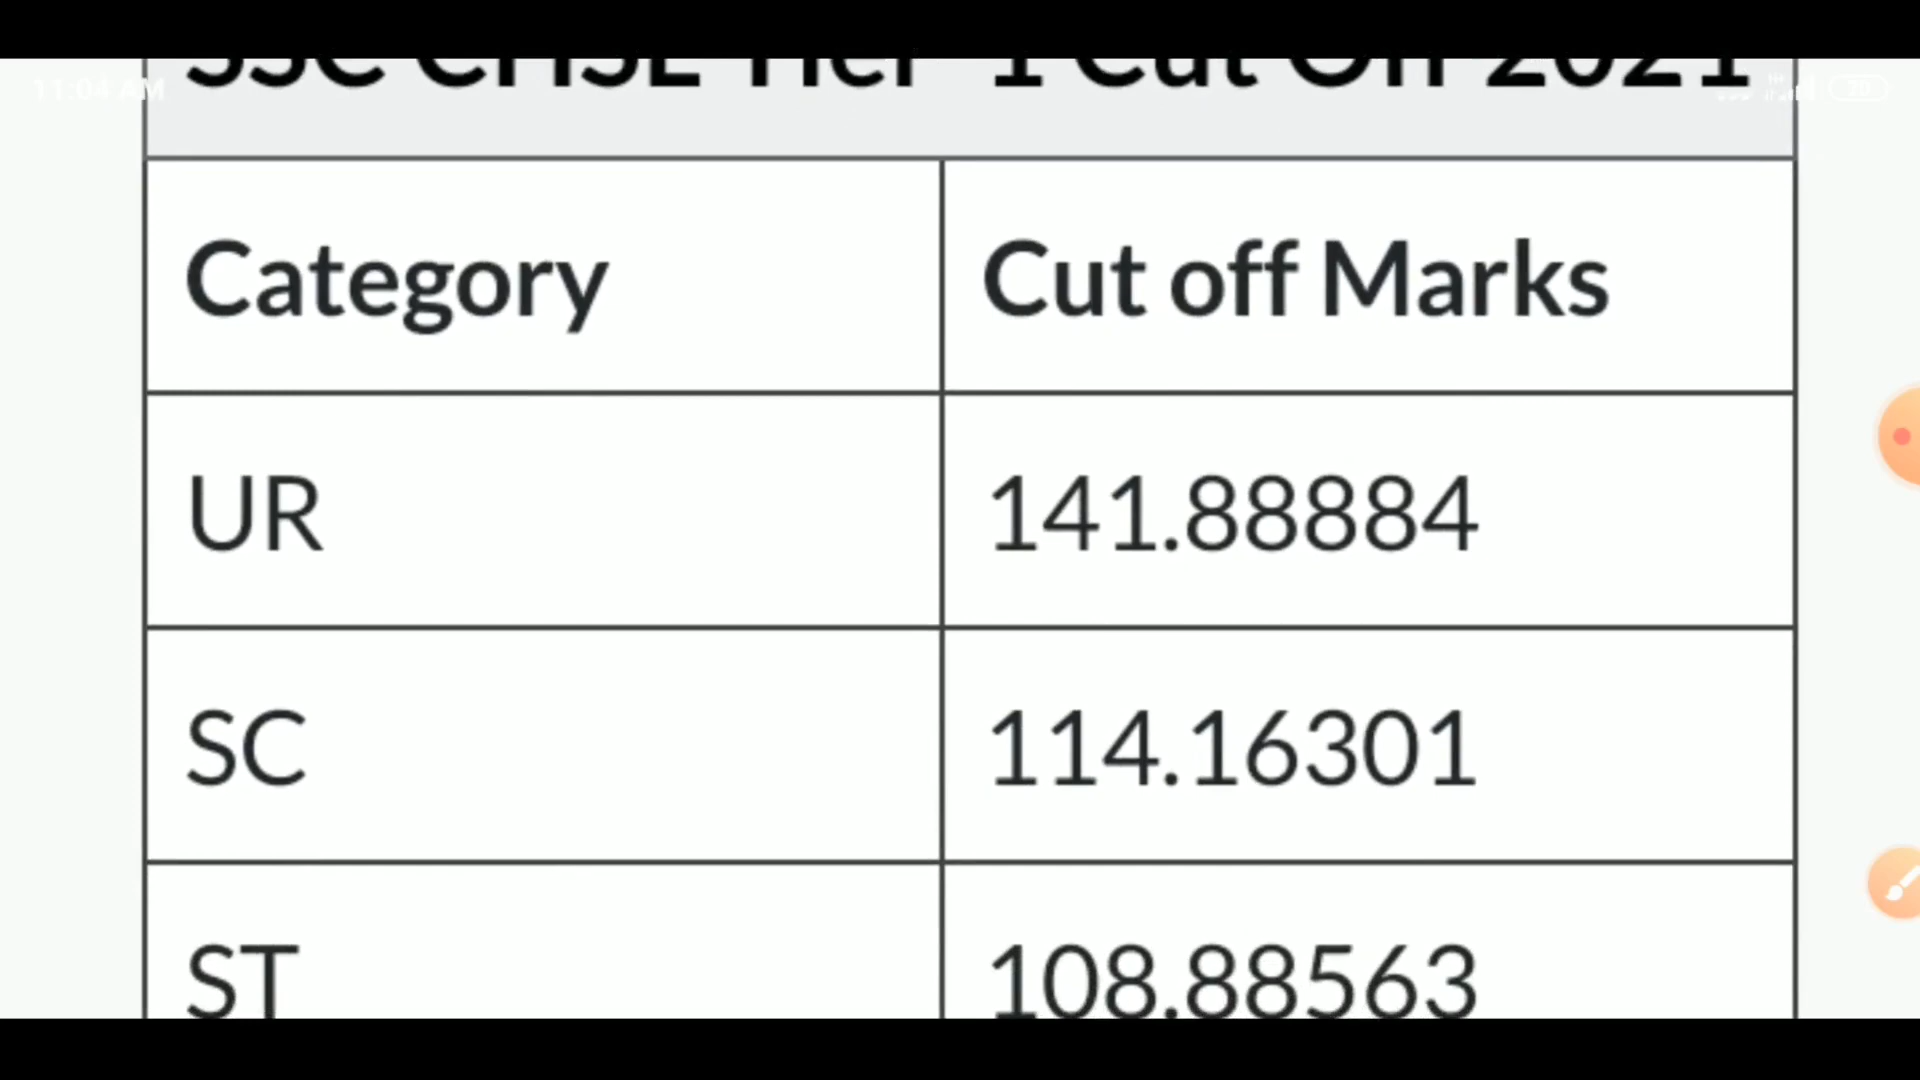 11:04 AM
SSC CHSL Tier 1 Cut Off 2021
Category
Cut off Marks
UR
141.88884
SC
114.16301
ST
108.88563